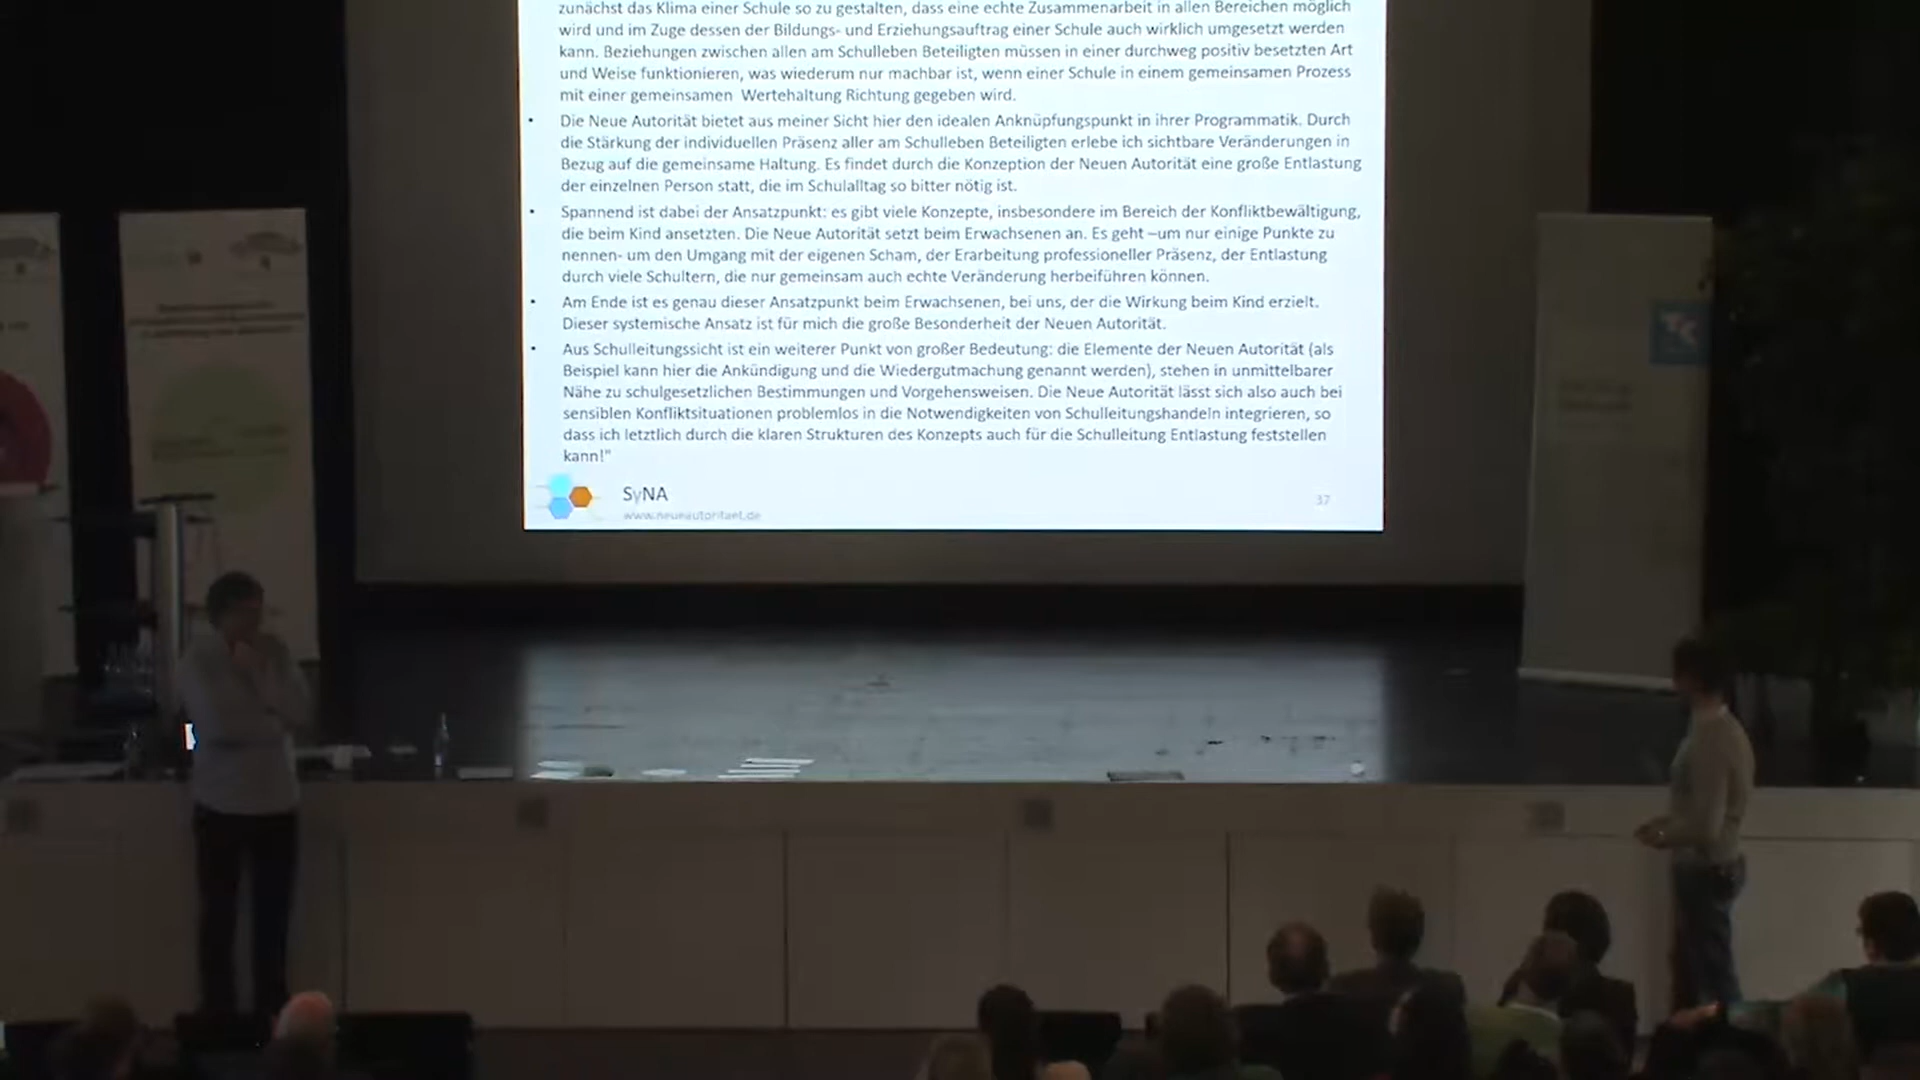 zunächst das Klima einer Schule so zu gestalten, dass eine echte Zusammenarbeit in allen Bereichen möglich
wird und im Zuge dessen der Bildungs- und Erziehungsauftrag einer Schule auch wirklich umgesetzt werden
kann. Beziehungen zwischen allen am Schulleben Beteiligten müssen in einer durchweg positiv besetzten Art
und Weise funktionieren, was wiederum nur machbar ist, wenn einer Schule in einem gemeinsamen Prozess
mit einer gemeinsamen Wertehaltung Richtung gegeben wird.
• Die Neue Autorität bietet aus meiner Sicht hier den idealen Anknüpfungspunkt in ihrer Programmatik. Durch
die Stärkung der individuellen Präsenz aller am Schulleben Beteiligten erlebe ich sichtbare Veränderungen in
Bezug auf die gemeinsame Haltung. Es findet durch die Konzeption der Neuen Autorität eine große Entlastung
der einzelnen Person statt, die im Schulalltag so bitter nötig ist.
• Spannend ist dabei der Ansatzpunkt: es gibt viele Konzepte, insbesondere im Bereich der Konfliktbewältigung,
die beim Kind ansetzten. Die Neue Autorität setzt beim Erwachsenen an. Es geht –um nur einige Punkte zu
nennen- um den Umgang mit der eigenen Scham, der Erarbeitung professioneller Präsenz, der Entlastung
durch viele Schultern, die nur gemeinsam auch echte Veränderung herbeiführen können.
• Am Ende ist es genau dieser Ansatzpunkt beim Erwachsenen, bei uns, der die Wirkung beim Kind erzielt.
Dieser systemische Ansatz ist für mich die große Besonderheit der Neuen Autorität.
• Aus Schulleitungssicht ist ein weiterer Punkt von großer Bedeutung: die Elemente der Neuen Autorität (als
Beispiel kann hier die Ankündigung und die Wiedergutmachung genannt werden), stehen in unmittelbarer
Nähe zu schulgesetzlichen Bestimmungen und Vorgehensweisen. Die Neue Autorität lässt sich also auch bei
sensiblen Konfliktsituationen problemlos in die Notwendigkeiten von Schulleitungshandeln integrieren, so
dass ich letztlich durch die klaren Strukturen des Konzepts auch für die Schulleitung Entlastung feststellen
kann!"
SyNA
www.neueautoritaet.de
37
TK